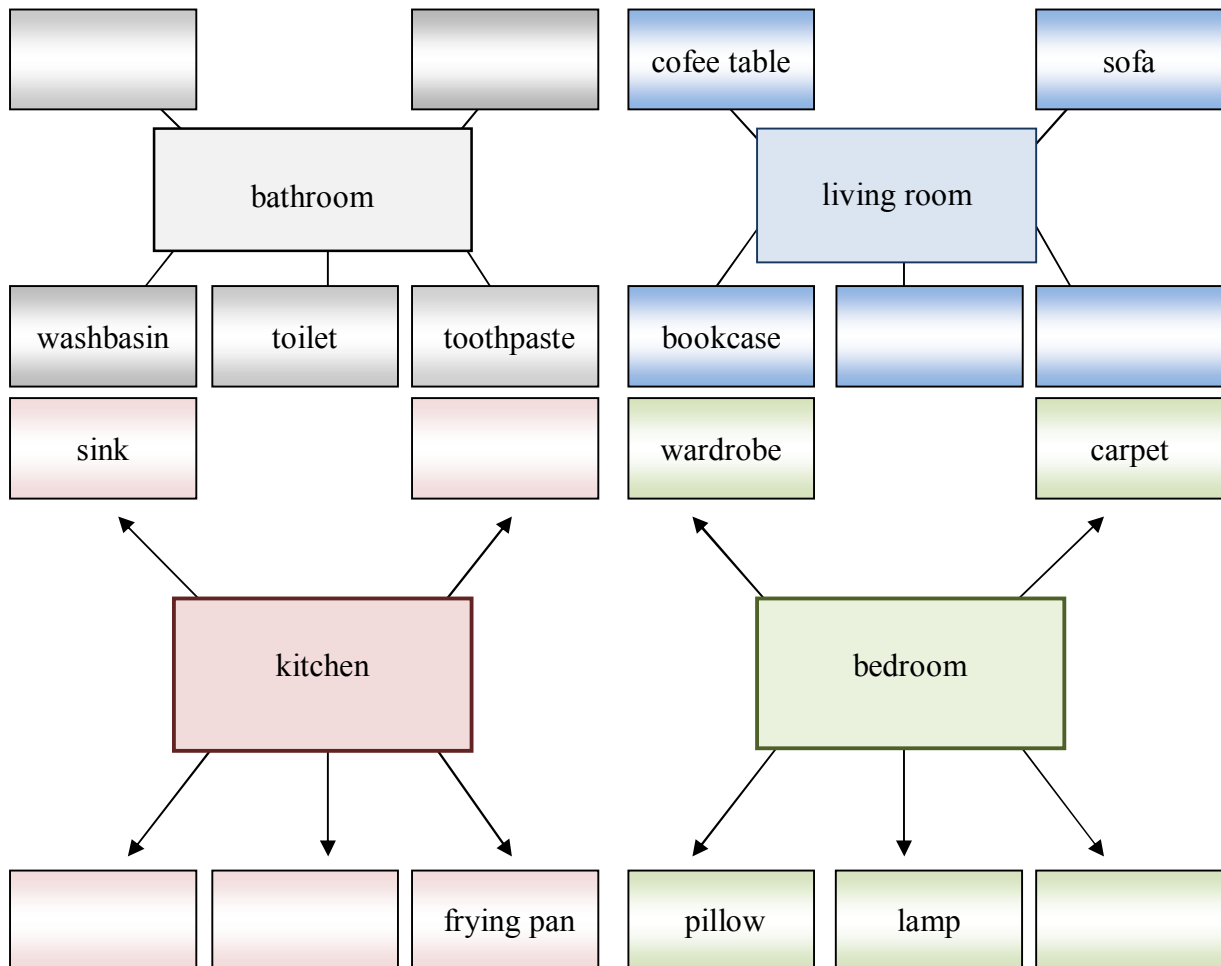 cofee table
sofa
bathroom
living room
washbasin
toilet
toothpaste
bookcase
sink
wardrobe
carpet
kitchen
bedroom
frying pan
pillow
lamp